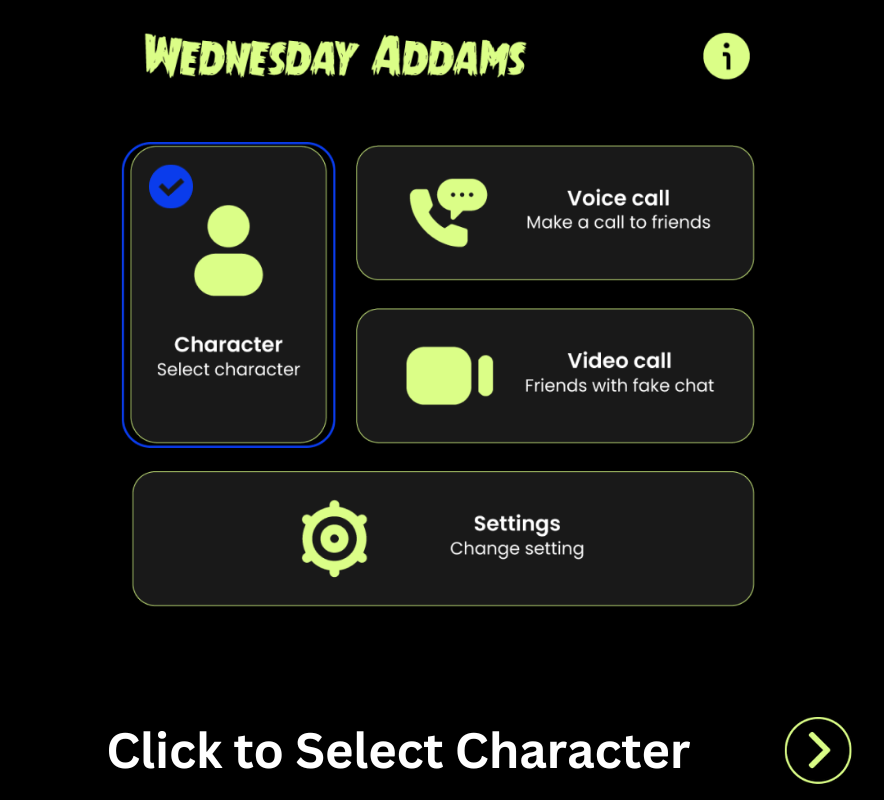 Wednesday Addams
Character
Select character
Voice call
Make a call to friends
Video call
Friends with fake chat
Settings
Change setting
Click to Select Character